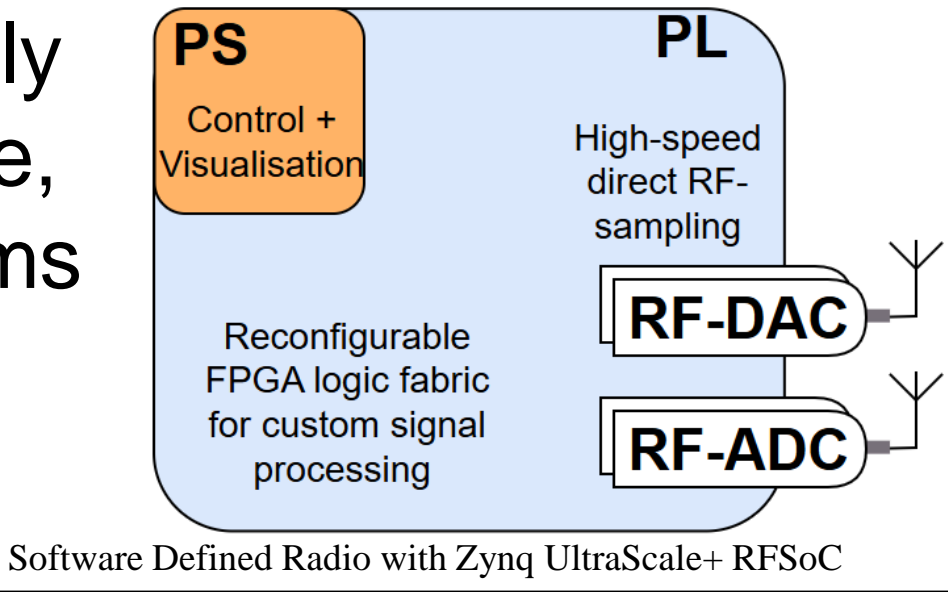 ly
e,
ms
PS
Control +
Visualisation
PL
High-speed
direct RF-
sampling
RF-DAC
Reconfigurable
FPGA logic fabric
for custom signal
processing
RF-ADC
Software Defined Radio with Zynq UltraScale+ RFSoC